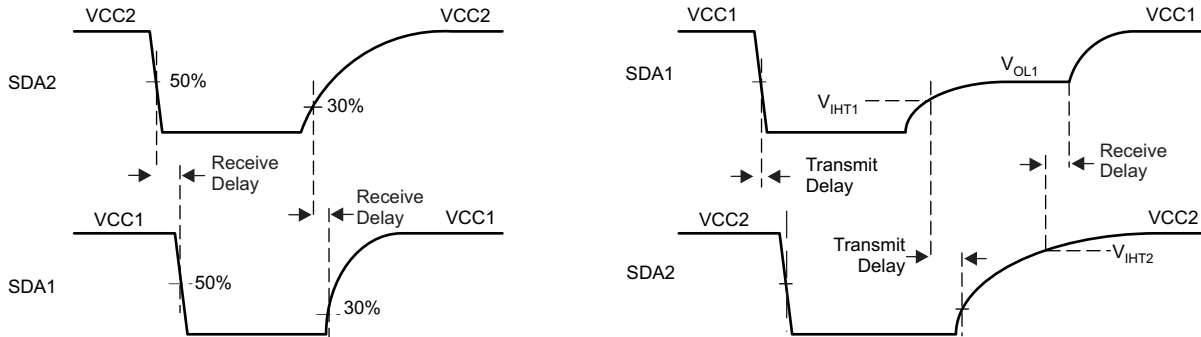 VCC2
VCC2
SDA2
50%
30%
Receive
Delay
Receive
Delay
VCC1
VCC1
SDA1
50%
30%
VCC1
VCC1
SDA1
VOL1
VIHT1
Transmit
Delay
Receive
Delay
VCC2
VCC2
Transmit
Delay
SDA2
VIHT2